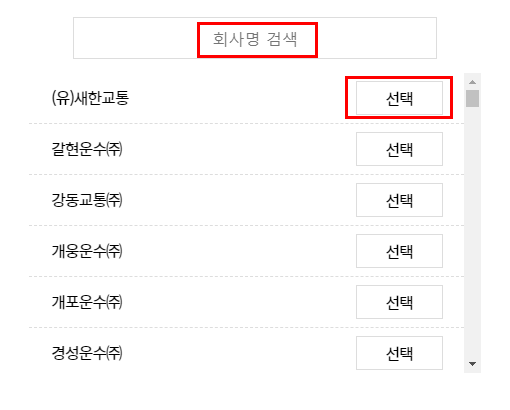 회사명 검색
(유)새한교통 선택
갈현운수㈜ 선택
강동교통㈜ 선택
개웅운수㈜ 선택
개포운수㈜ 선택
경성운수㈜ 선택